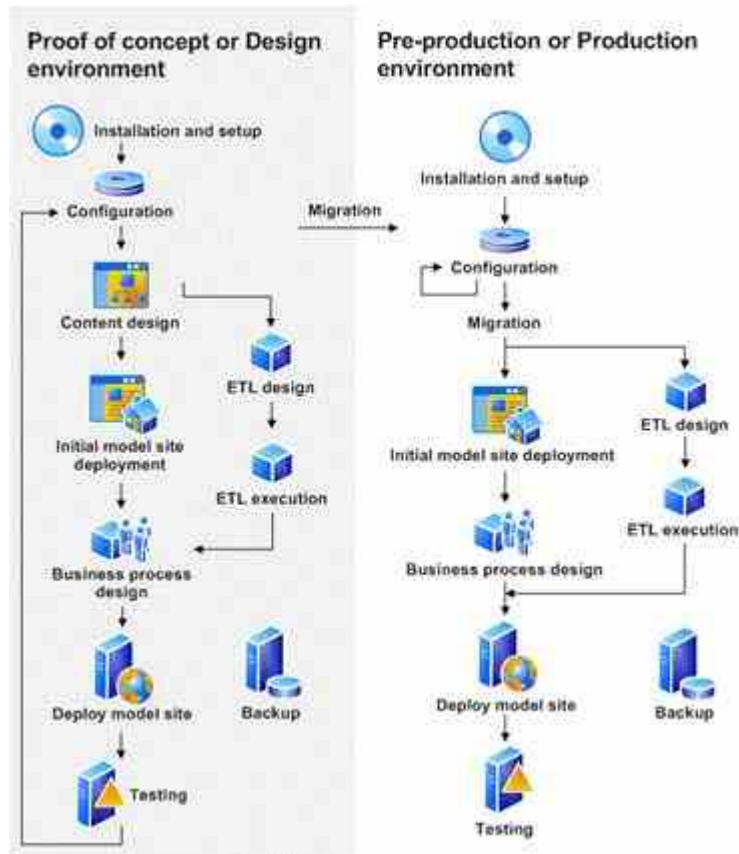 Proof of concept or Design
environment
Installation and setup
Configuration
Content design
ETL design
Initial model site
deployment
ETL execution
Business process
design
Deploy model site
Backup
Testing
Migration
Pre-production or Production
environment
Installation and setup
Configuration
Migration
ETL design
Initial model site deployment
ETL execution
Business process design
Deploy model site
Backup
Testing